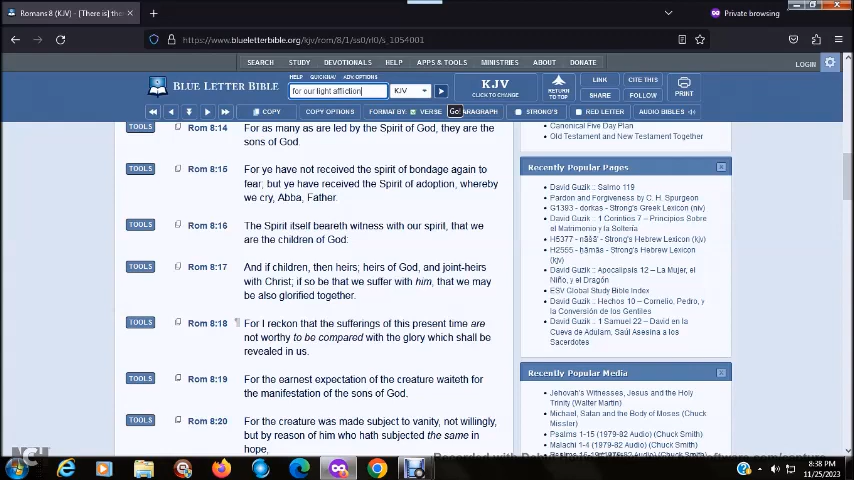 Romans 8 (KJV) - [There is] ther
Private browsing
https://www.blueletterbible.org/kjv/rom/8/1/ss0/rl0/s_1054001
SEARCH STUDY DEVOTIONALS HELP APPS & TOOLS MINISTRIES ABOUT DONATE
LOGIN
BLUE LETTER BIBLE
HELP QUICKNAV ADV. OPTIONS
for our light affliction
KJV
KJV
CLICK TO CHANGE
RETURN
TO TOP
LINK CITE THIS
SHARE FOLLOW
PRINT
COPY COPY OPTIONS FORMAT BY: VERSE Go! ARAGRAPH STRONG'S RED LETTER AUDIO BIBLES
TOOLS Rom 8:14 For as many as are led by the Spirit of God, they are the
sons of God.
TOOLS Rom 8:15 For ye have not received the spirit of bondage again to
fear; but ye have received the Spirit of adoption, whereby
we cry, Abba, Father.
TOOLS Rom 8:16 The Spirit itself beareth witness with our spirit, that we
are the children of God:
TOOLS Rom 8:17 And if children, then heirs; heirs of God, and joint-heirs
with Christ; if so be that we suffer with him, that we may
be also glorified together.
TOOLS Rom 8:18 ¶ For I reckon that the sufferings of this present time are
not worthy to be compared with the glory which shall be
revealed in us.
TOOLS Rom 8:19 For the earnest expectation of the creature waiteth for
the manifestation of the sons of God.
TOOLS Rom 8:20 For the creature was made subject to vanity, not willingly,
but by reason of him who hath subjected the same in
hope,
Canonical Five Day Plan
Old Testament and New Testament Together
Recently Popular Pages
David Guzik :: Salmo 119
Pardon and Forgiveness by C. H. Spurgeon
G1393 - dorkas - Strong's Greek Lexicon (niv)
David Guzik :: 1 Corintios 7 – Principios Sobre
el Matrimonio y la Soltería
H5377 - nāšā' - Strong's Hebrew Lexicon (kjv)
H2555 - ḥāmās - Strong's Hebrew Lexicon
(kjv)
David Guzik :: Apocalipsis 12 – La Mujer, el
Niño, y el Dragón
ESV Global Study Bible Index
David Guzik :: Hechos 10 – Cornelio, Pedro, y
la Conversión de los Gentiles
David Guzik :: 1 Samuel 22 – David en la
Cueva de Adulam, Saúl Asesina a los
Sacerdotes
Recently Popular Media
Jehovah's Witnesses, Jesus and the Holy
Trinity (Walter Martin)
Michael, Satan and the Body of Moses (Chuck
Missler)
Psalms 1-15 (1979-82 Audio) (Chuck Smith)
Malachi 1-4 (1979-82 Audio) (Chuck Smith)
NCH
8:38 PM
11/25/2023